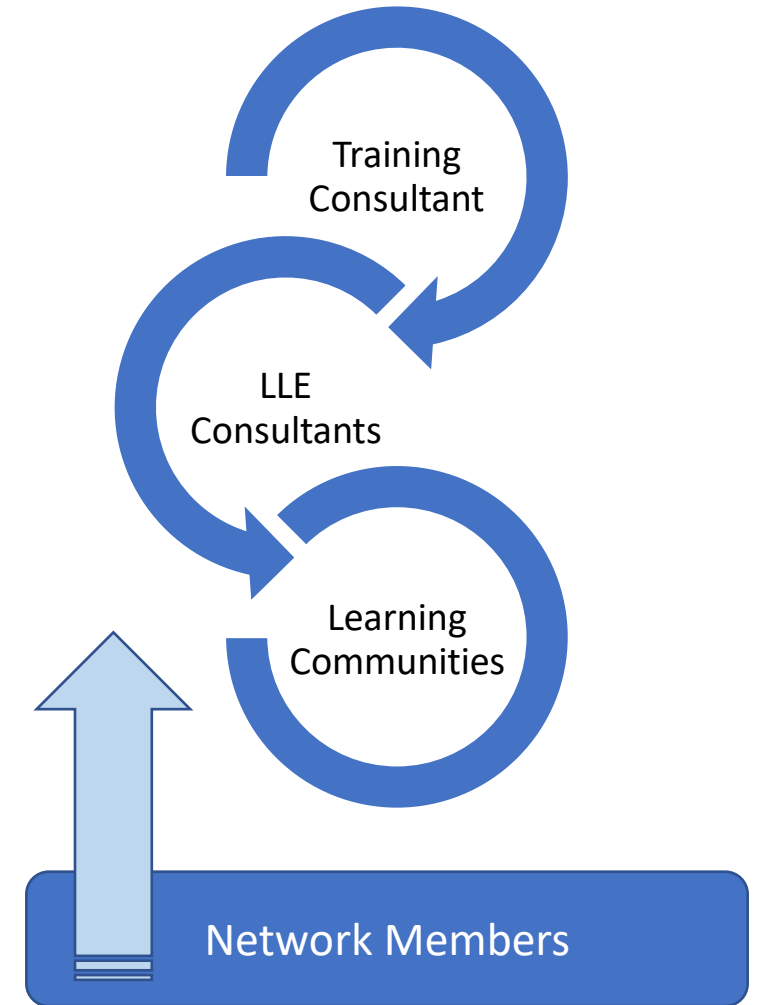 Training
Consultant
LLE
Consultants
Learning
Communities
Network Members